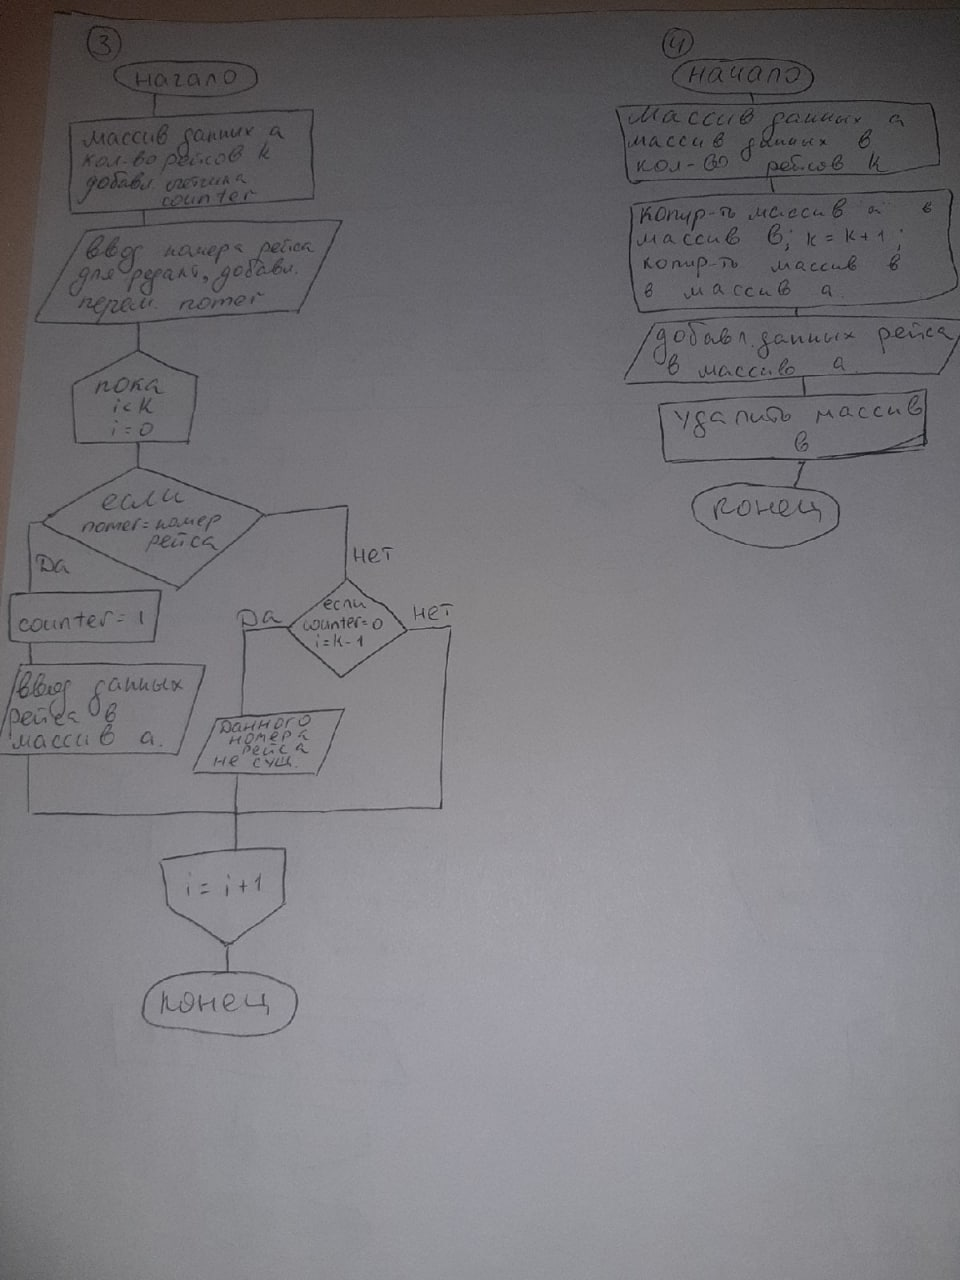 3
начало
массив данных а
кол-во рейсов k
добавл. счетчика
counter
ввод номера рейса
для редакт, добавл.
перем. nomer
пока
i<k
i=0
если
nomer=номер
рейса
Да
нет
counter=1
ввод данных
рейса в
массив а.
если
counter=0
i=k-1
Да
нет
Данного
номера
рейса
не сущ.
i=i+1
конец
4
начало
Массив данных а
массив данных в
кол-во рейсов k
копир-ть массив а в
массив в; k=k+1;
копир-ть массив в
в массив а.
добавл. данных рейса
в массив а.
удалить массив
в
конец